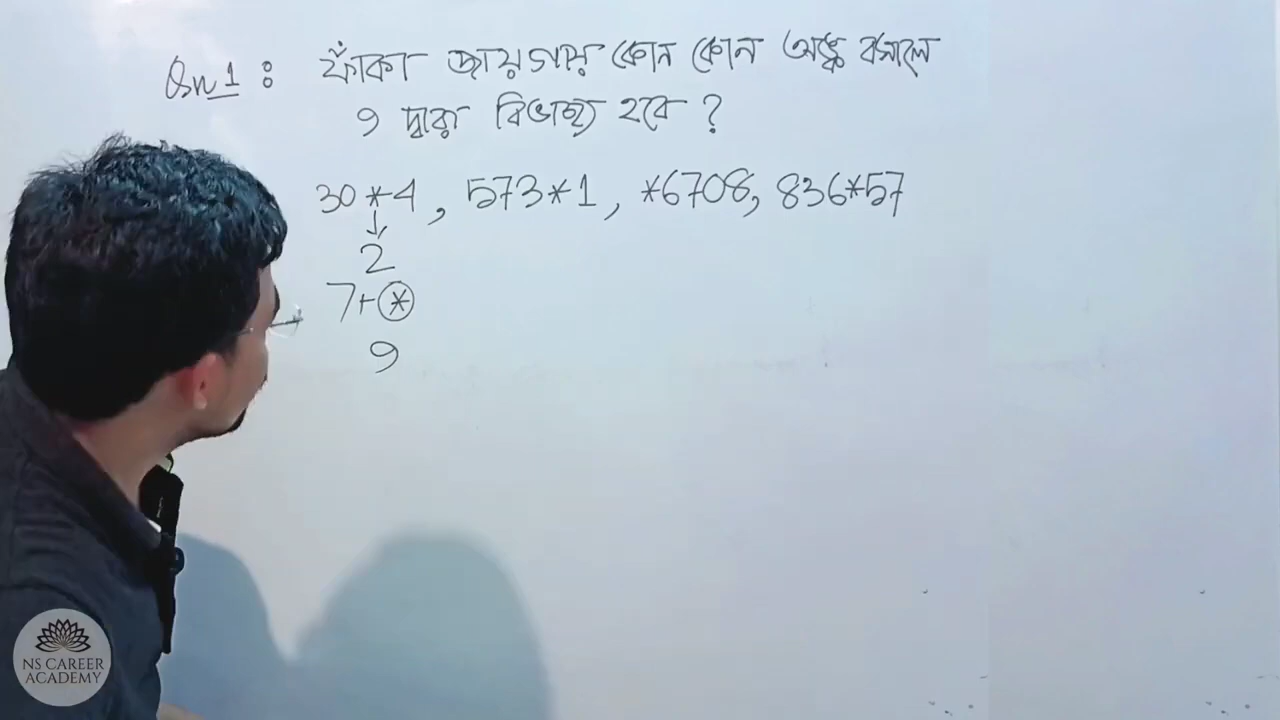 Qn 1 : ফাঁকা জায়গায় কোন কোন অঙ্ক বসালে
9 দ্বারা বিভাজ্য হবে ?
30*4, 573*1, *6708, 836*57
↓
2
7+*
9
NS CAREER
ACADEMY